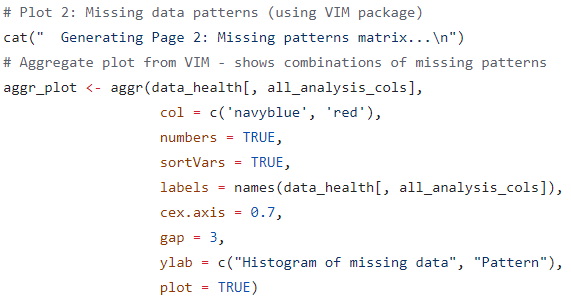 # Plot 2: Missing data patterns (using VIM package)
cat("  Generating Page 2: Missing patterns matrix...\n")
# Aggregate plot from VIM - shows combinations of missing patterns
aggr_plot <- aggr(data_health[, all_analysis_cols],
                  col = c('navyblue', 'red'),
                  numbers = TRUE,
                  sortVars = TRUE,
                  labels = names(data_health[, all_analysis_cols]),
                  cex.axis = 0.7,
                  gap = 3,
                  ylab = c("Histogram of missing data", "Pattern"),
                  plot = TRUE)